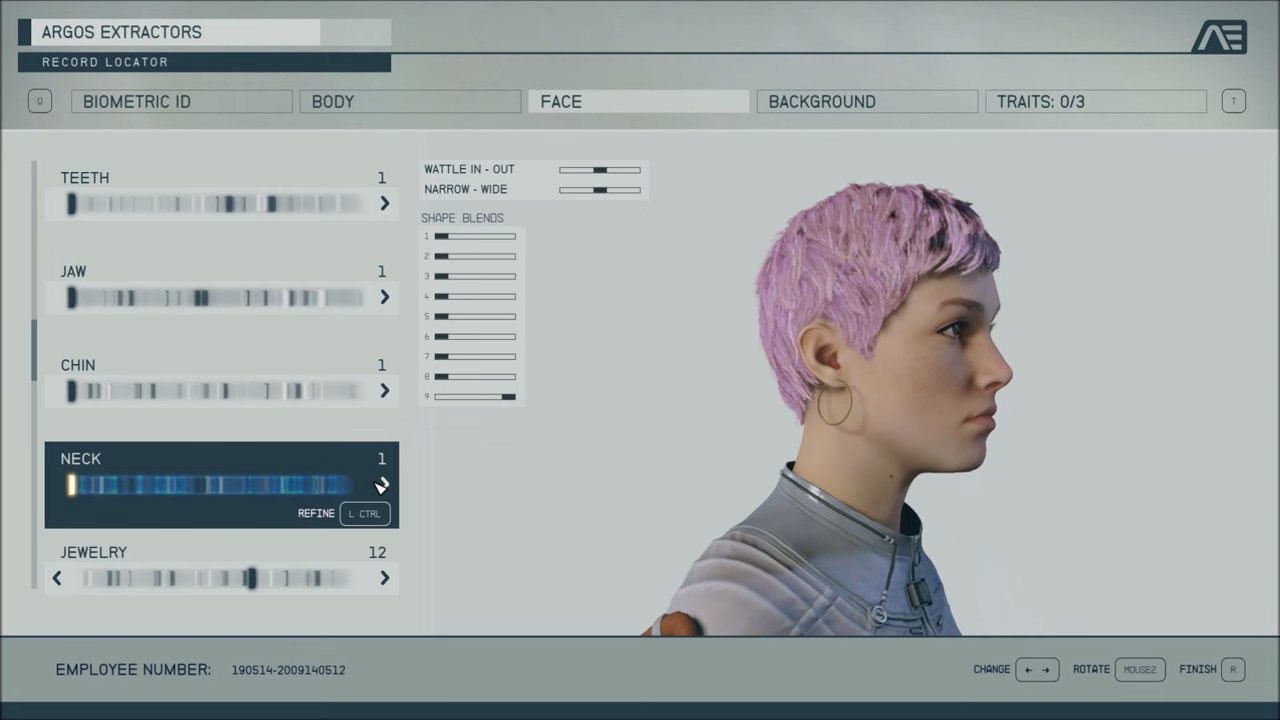 ARGOS EXTRACTORS
RECORD LOCATOR
AE
Q BIOMETRIC ID BODY FACE BACKGROUND TRAITS: 0/3 T
TEETH 1
JAW 1
CHIN 1
NECK 1
REFINE L CTRL
JEWELRY 12
WATTLE IN - OUT
NARROW - WIDE
SHAPE BLENDS
1
2
3
4
5
6
7
8
9
EMPLOYEE NUMBER: 190514-2009140512
CHANGE ← → ROTATE MOUSE2 FINISH R